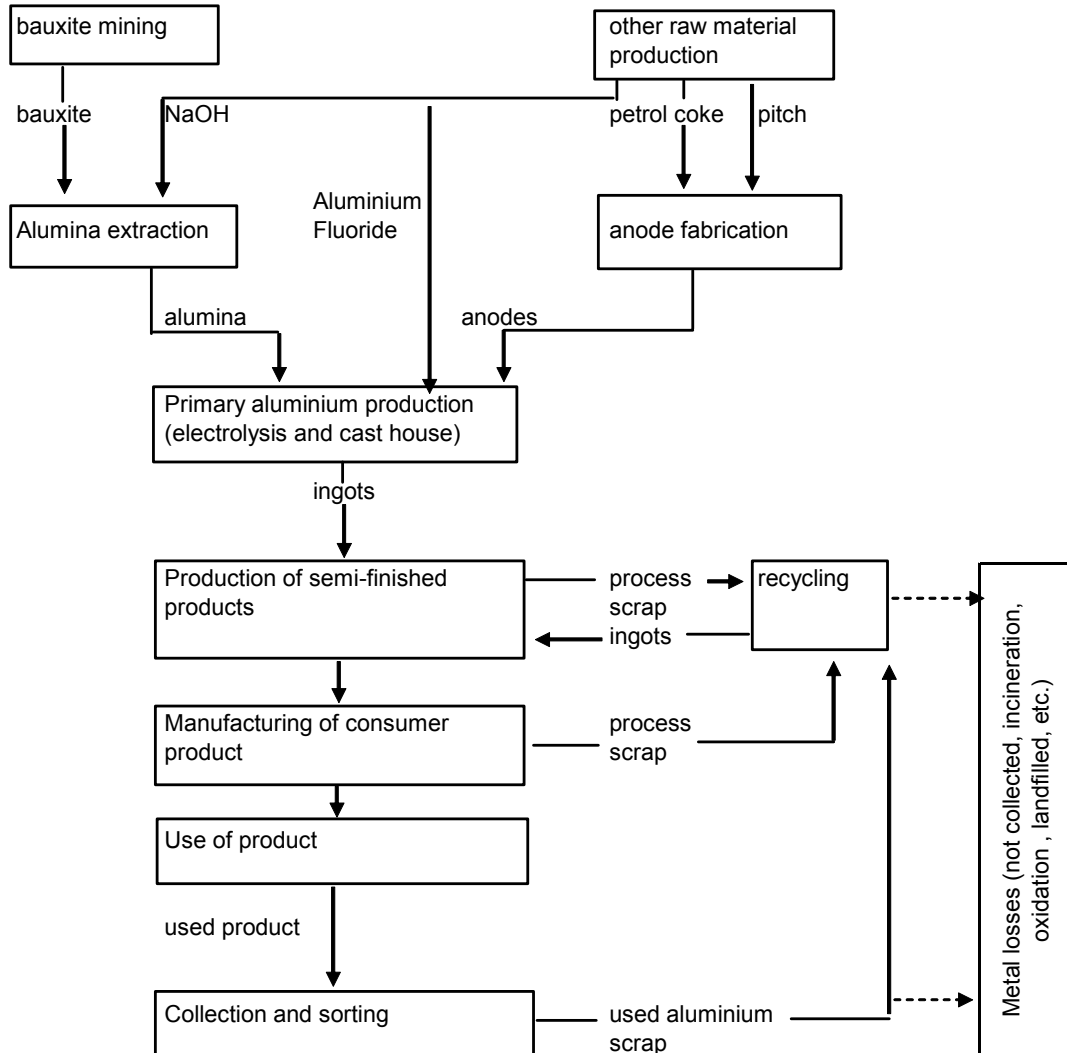 bauxite mining
other raw material
production
bauxite
NaOH
petrol coke
pitch
Aluminium
Fluoride
Alumina extraction
anode fabrication
alumina
anodes
Primary aluminium production
(electrolysis and cast house)
ingots
Production of semi-finished
products
process
scrap
ingots
recycling
Manufacturing of consumer
product
process
scrap
Use of product
used product
Collection and sorting
used aluminium
scrap
Metal losses (not collected, incineration,
oxidation , landfilled, etc.)